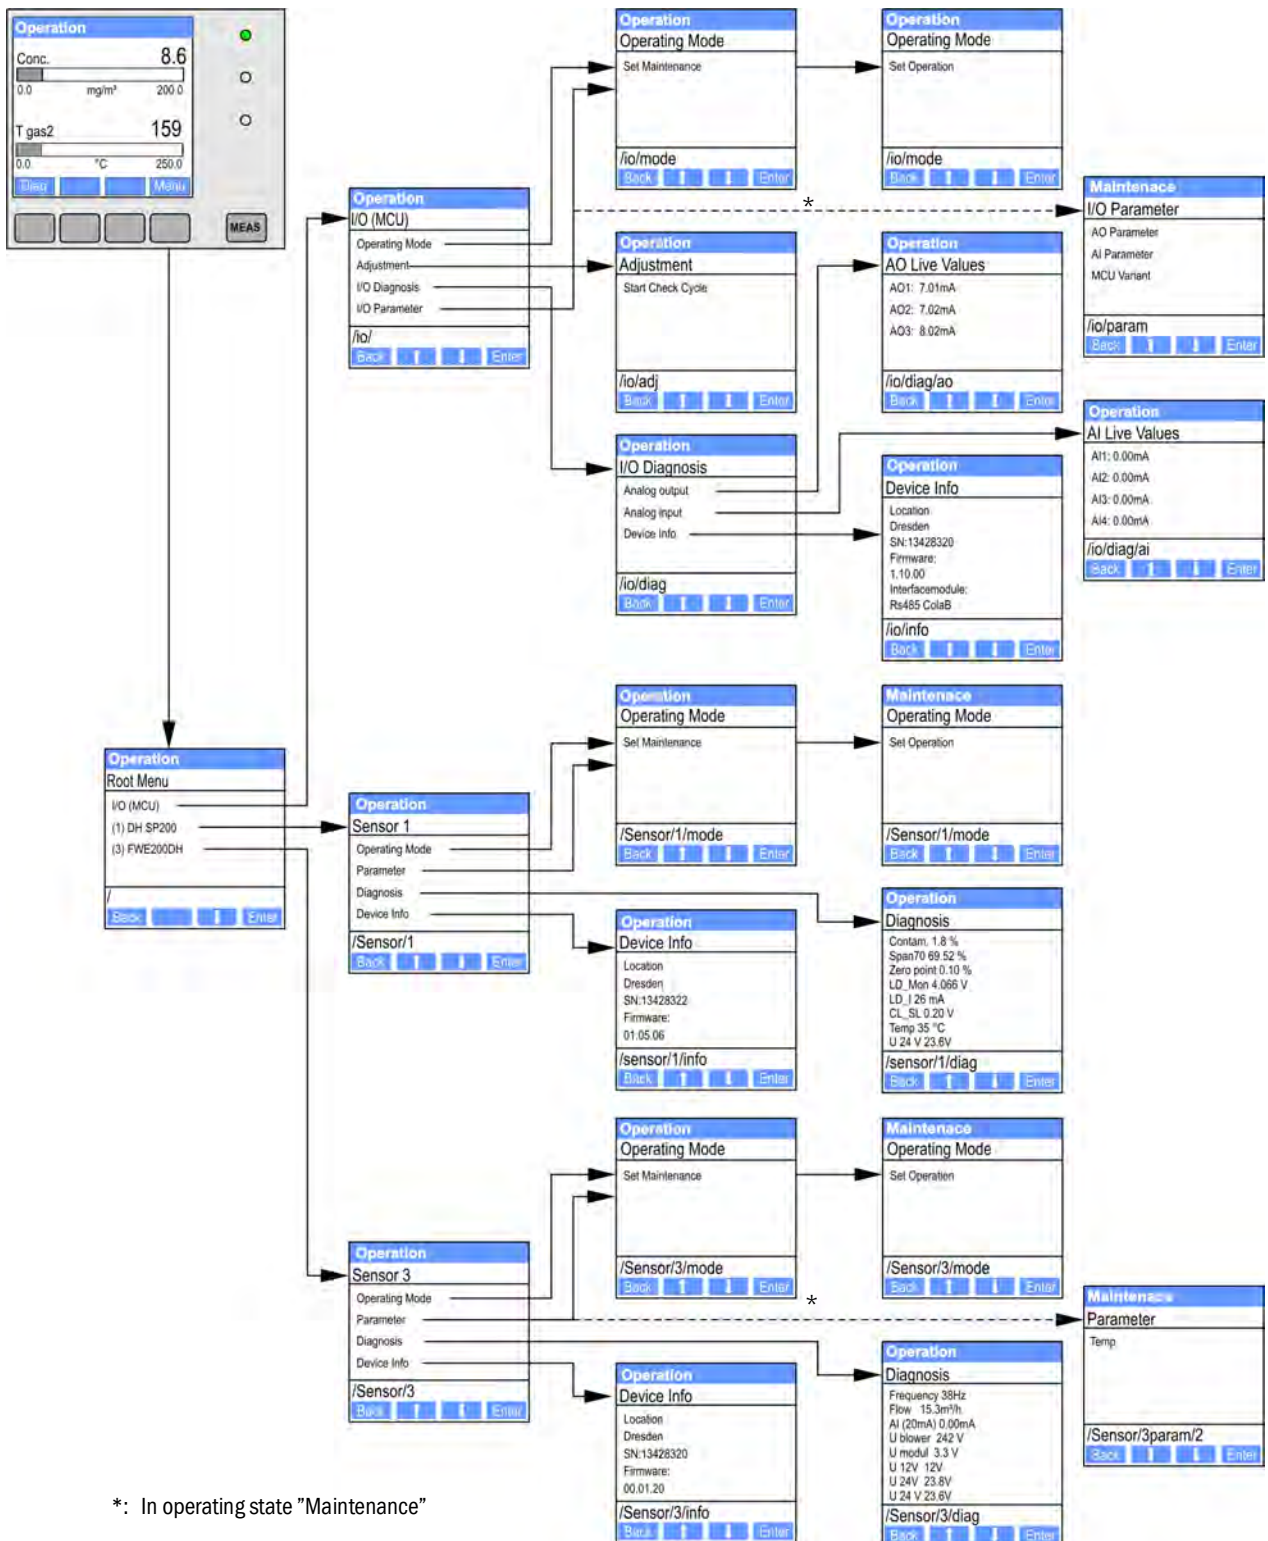 Operation
Conc. 8.6
0.0 mg/m³ 200.0
T gas2 159
0.0 °C 250.0
Diag Menu
MEAS
Operation
Root Menu
I/O (MCU)
(1) DH SP200
(3) FWE200DH
/
Back Enter
Operation
I/O (MCU)
Operating Mode
Adjustment
I/O Diagnosis
I/O Parameter
/io/
Back Enter
Operation
Operating Mode
Set Maintenance
/io/mode
Back Enter
Operation
Operating Mode
Set Operation
/io/mode
Back Enter
*
Maintenace
I/O Parameter
AO Parameter
AI Parameter
MCU Variant
/io/param
Back Enter
Operation
Adjustment
Start Check Cycle
/io/adj
Back Enter
Operation
AO Live Values
AO1: 7.01mA
AO2: 7.02mA
AO3: 8.02mA
/io/diag/ao
Back Enter
Operation
AI Live Values
AI1: 0.00mA
AI2: 0.00mA
AI3: 0.00mA
AI4: 0.00mA
/io/diag/ai
Back Enter
Operation
I/O Diagnosis
Analog output
Analog input
Device Info
/io/diag
Back Enter
Operation
Device Info
Location
Dresden
SN:13428320
Firmware:
1.10.00
Interfacemodule:
Rs485 ColaB
/io/info
Back Enter
Operation
Sensor 1
Operating Mode
Parameter
Diagnosis
Device Info
/Sensor/1
Back Enter
Operation
Operating Mode
Set Maintenance
/Sensor/1/mode
Back Enter
Maintenace
Operating Mode
Set Operation
/Sensor/1/mode
Back Enter
Operation
Device Info
Location
Dresden
SN:13428322
Firmware:
01.05.06
/sensor/1/info
Back Enter
Operation
Diagnosis
Contam. 1.8 %
Span70 69.52 %
Zero point 0.10 %
LD_Mon 4.066 V
LD_I 26 mA
CL_SL 0.20 V
Temp 35 °C
U 24 V 23.6V
/sensor/1/diag
Back Enter
Operation
Sensor 3
Operating Mode
Parameter
Diagnosis
Device Info
/Sensor/3
Back Enter
Operation
Operating Mode
Set Maintenance
/Sensor/3/mode
Back Enter
Maintenace
Operating Mode
Set Operation
/Sensor/3/mode
Back Enter
*
Maintenace
Parameter
Temp
/Sensor/3param/2
Back Enter
Operation
Device Info
Location
Dresden
SN:13428320
Firmware:
00.01.20
/Sensor/3/info
Back Enter
Operation
Diagnosis
Frequency 38Hz
Flow 15.3m³/h
AI (20mA) 0.00mA
U blower 242 V
U modul 3.3 V
U 12V 12V
U 24V 23.8V
U 24 V 23.6V
/Sensor/3/diag
Back Enter
*: In operating state ”Maintenance”